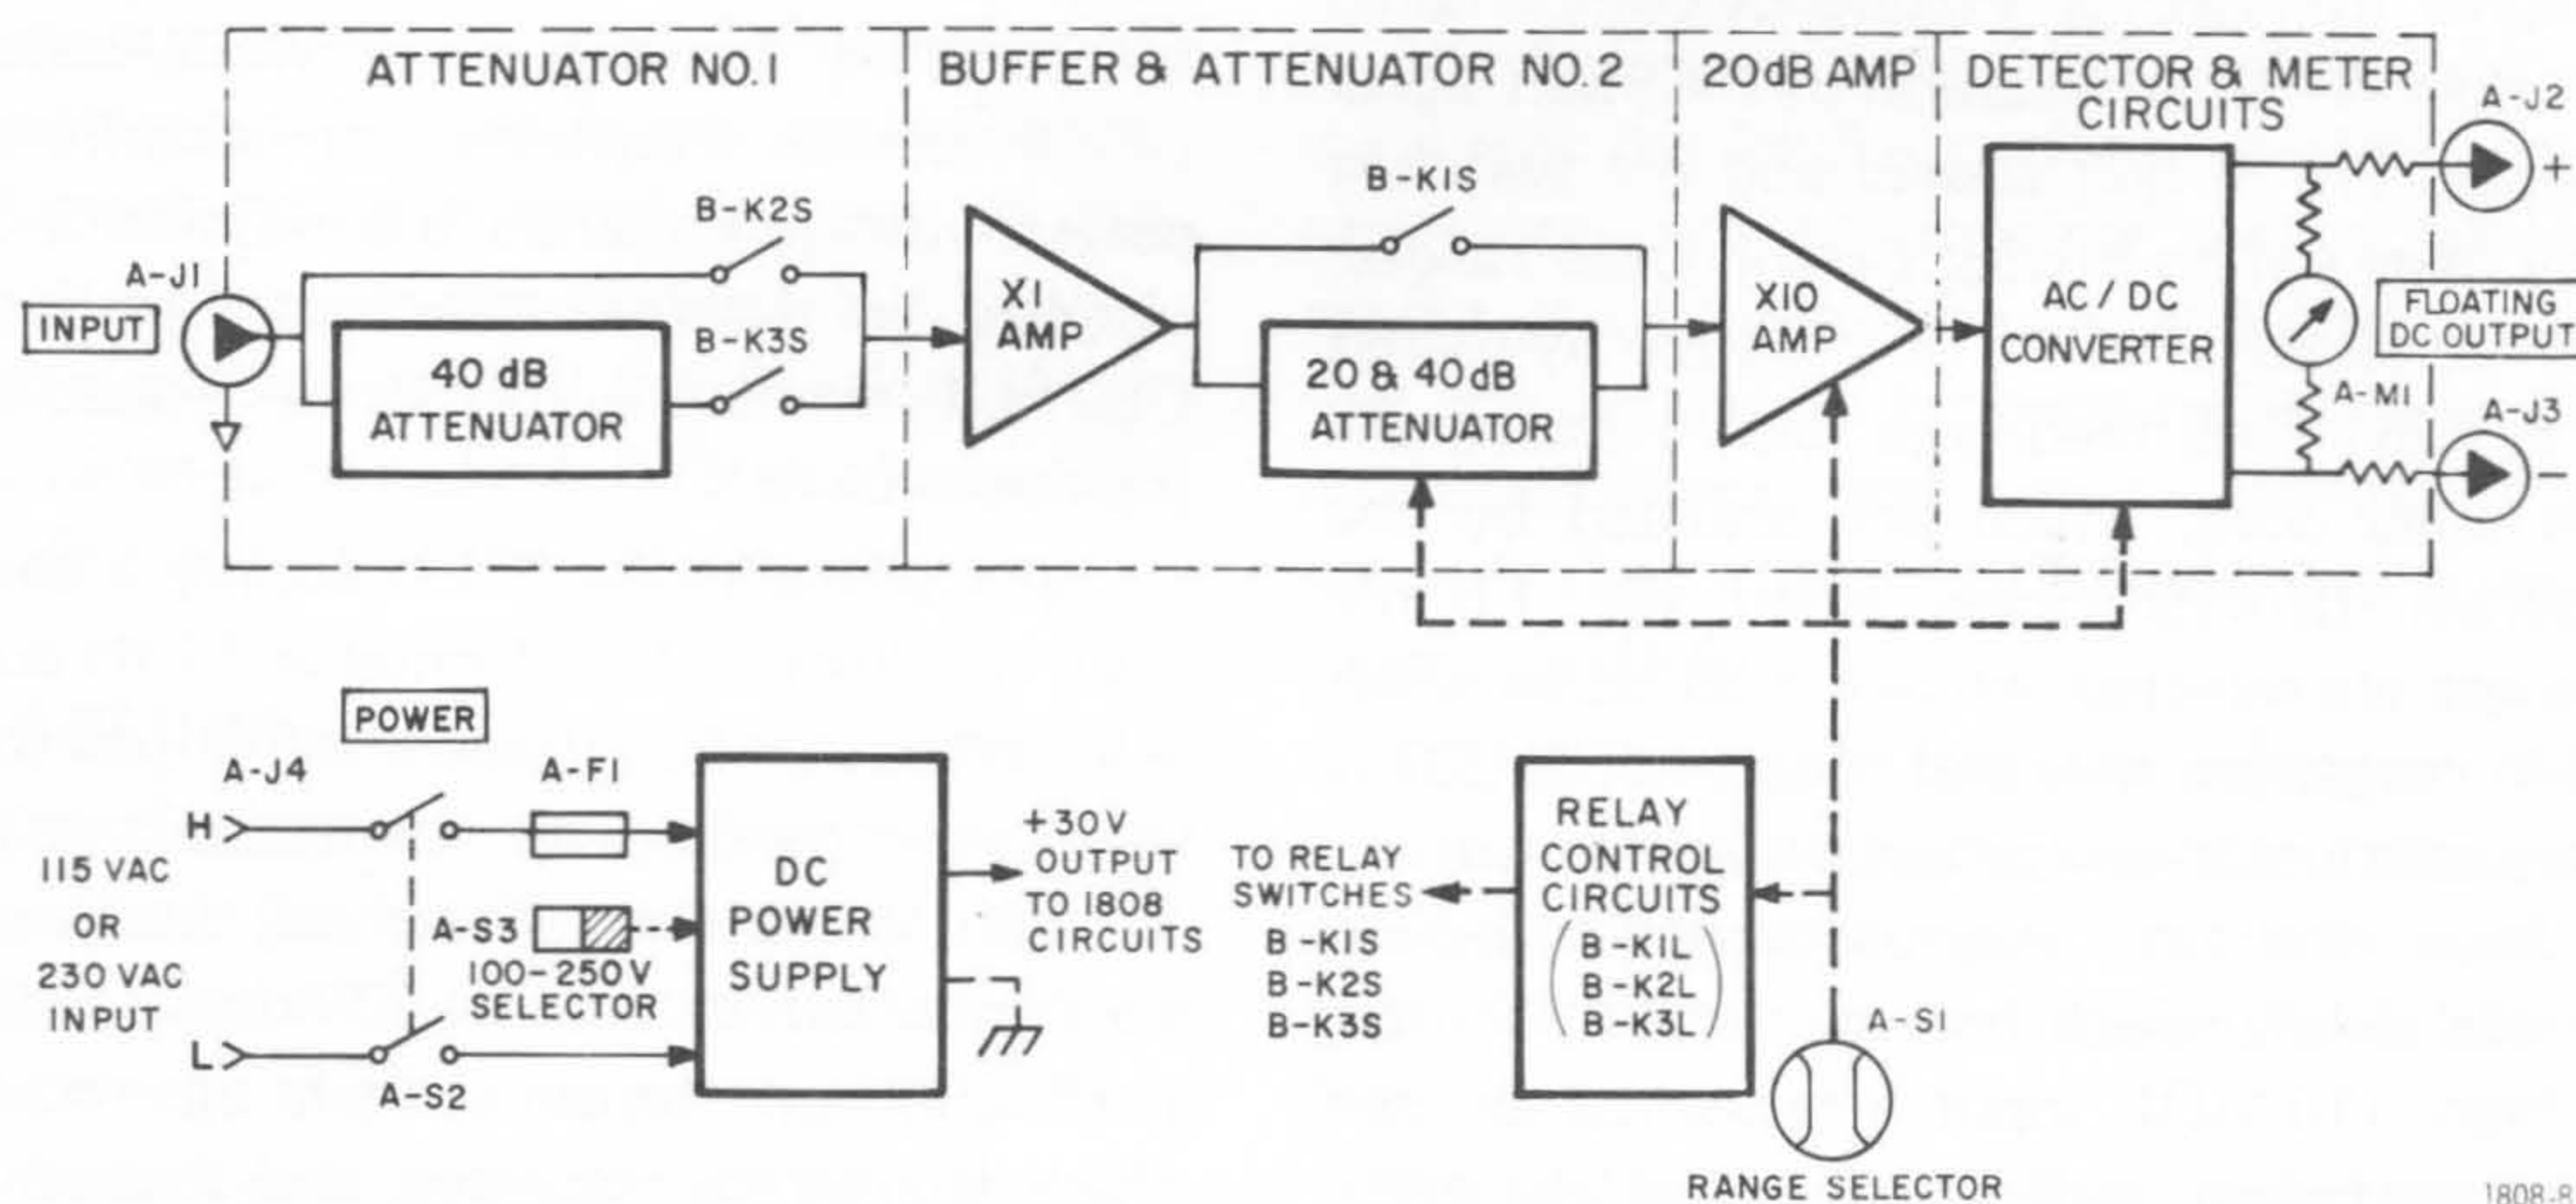 ATTENUATOR NO. 1
BUFFER & ATTENUATOR NO. 2
20dB AMP
DETECTOR & METER
CIRCUITS
A-J2
+
B-K2S
B-K1S
A-J1
INPUT
B-K3S
40 dB
ATTENUATOR
X1
AMP
20 & 40dB
ATTENUATOR
X10
AMP
AC / DC
CONVERTER
FLOATING
DC OUTPUT
A-M1
A-J3
−
POWER
A-J4
A-F1
H
115 VAC
OR
230 VAC
INPUT
L
A-S3
100-250V
SELECTOR
A-S2
DC
POWER
SUPPLY
+30V
OUTPUT
TO 1808
CIRCUITS
TO RELAY
SWITCHES
B-K1S
B-K2S
B-K3S
RELAY
CONTROL
CIRCUITS
(B-K1L
B-K2L
B-K3L)
A-S1
RANGE SELECTOR